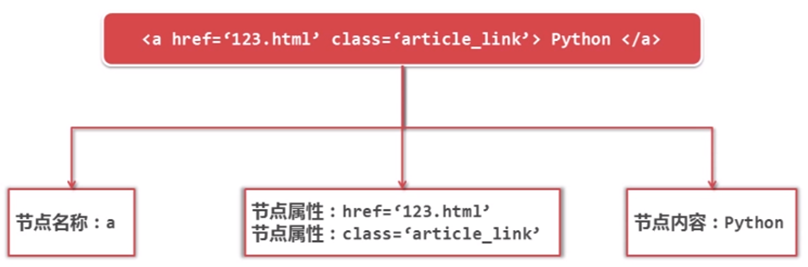 <a href=‘123.html’ class=‘article_link’> Python </a>
节点名称：a
节点属性：href=‘123.html’
节点属性：class=‘article_link’
节点内容：Python